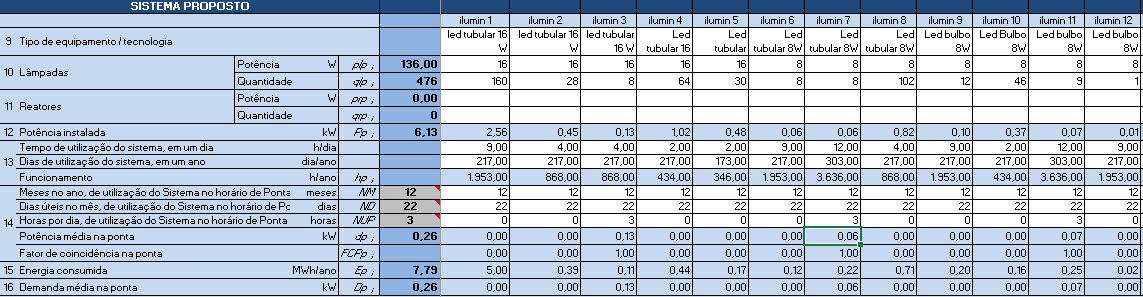 SISTEMA PROPOSTO
ilumin 1 ilumin 2 ilumin 3 ilumin 4 ilumin 5 ilumin 6 ilumin 7 ilumin 8 ilumin 9 ilumin 10 ilumin 11 ilumin 12
9 Tipo de equipamento / tecnologia led tubular 16 W led tubular 16 W led tubular 16 W Led tubular 16 Led tubular Led tubular 8W Led tubular 8W Led tubular 8W Led bulbo 8W Led Bulbo 8W Led bulbo 8W Led bulbo 8W
10 Lâmpadas Potência W plp ; 136,00 16 16 16 16 16 8 8 8 8 8 8 8
Quantidade qlp ; 476 160 28 8 64 30 8 8 102 12 46 9 1
11 Reatores Potência W prp ; 0,00
Quantidade qrp ; 0
12 Potência instalada kW Fp ; 6,13 2,56 0,45 0,13 1,02 0,48 0,06 0,06 0,82 0,10 0,37 0,07 0,01
13 Tempo de utilização do sistema, em um dia h/dia 9,00 4,00 4,00 2,00 2,00 9,00 12,00 4,00 9,00 2,00 12,00 9,00
Dias de utilização do sistema, em um ano dia/ano 217,00 217,00 217,00 217,00 173,00 217,00 303,00 217,00 217,00 217,00 303,00 217,00
Funcionamento h/ano hp ; 1.953,00 868,00 868,00 434,00 346,00 1.953,00 3.636,00 868,00 1.953,00 434,00 3.636,00 1.953,00
14 Meses no ano, de utilização do Sistema no horário de Ponta meses NM 12 12 12 12 12 12 12 12 12 12 12 12 12
Dias úteis no mês, de utilização do Sistema no horário de Pc dias ND 22 22 22 22 22 22 22 22 22 22 22 22 22
Horas por dia, de utilização do Sistema no horário de Ponta horas NUP 3 0 0 3 0 0 0 3 0 0 0 3 0
Potência média na ponta kW dp ; 0,26 0,00 0,00 0,13 0,00 0,00 0,00 0,06 0,00 0,00 0,00 0,07 0,00
Fator de coincidência na ponta FCPp ; 0,00 0,00 1,00 0,00 0,00 0,00 1,00 0,00 0,00 0,00 1,00 0,00
15 Energia consumida MWh/ano Ep ; 7,79 5,00 0,39 0,11 0,44 0,17 0,12 0,22 0,71 0,20 0,16 0,25 0,02
16 Demanda média na ponta kW Dp ; 0,26 0,00 0,00 0,13 0,00 0,00 0,00 0,06 0,00 0,00 0,00 0,07 0,00